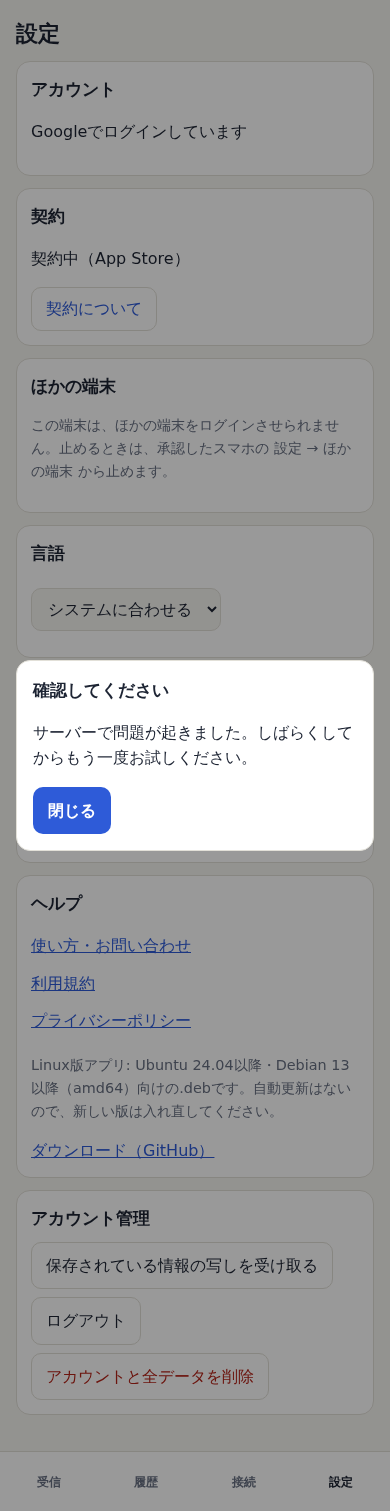 設定
アカウント
Googleでログインしています
契約
契約中（App Store）
契約について
ほかの端末
この端末は、ほかの端末をログインさせられませ
ん。止めるときは、承認したスマホの 設定 → ほか
の端末 から止めます。
言語
システムに合わせる
確認してください
サーバーで問題が起きました。しばらくして
からもう一度お試しください。
閉じる
ヘルプ
使い方・お問い合わせ
利用規約
プライバシーポリシー
Linux版アプリ: Ubuntu 24.04以降・Debian 13
以降（amd64）向けの.debです。自動更新はない
ので、新しい版は入れ直してください。
ダウンロード（GitHub）
アカウント管理
保存されている情報の写しを受け取る
ログアウト
アカウントと全データを削除
受信
履歴
接続
設定